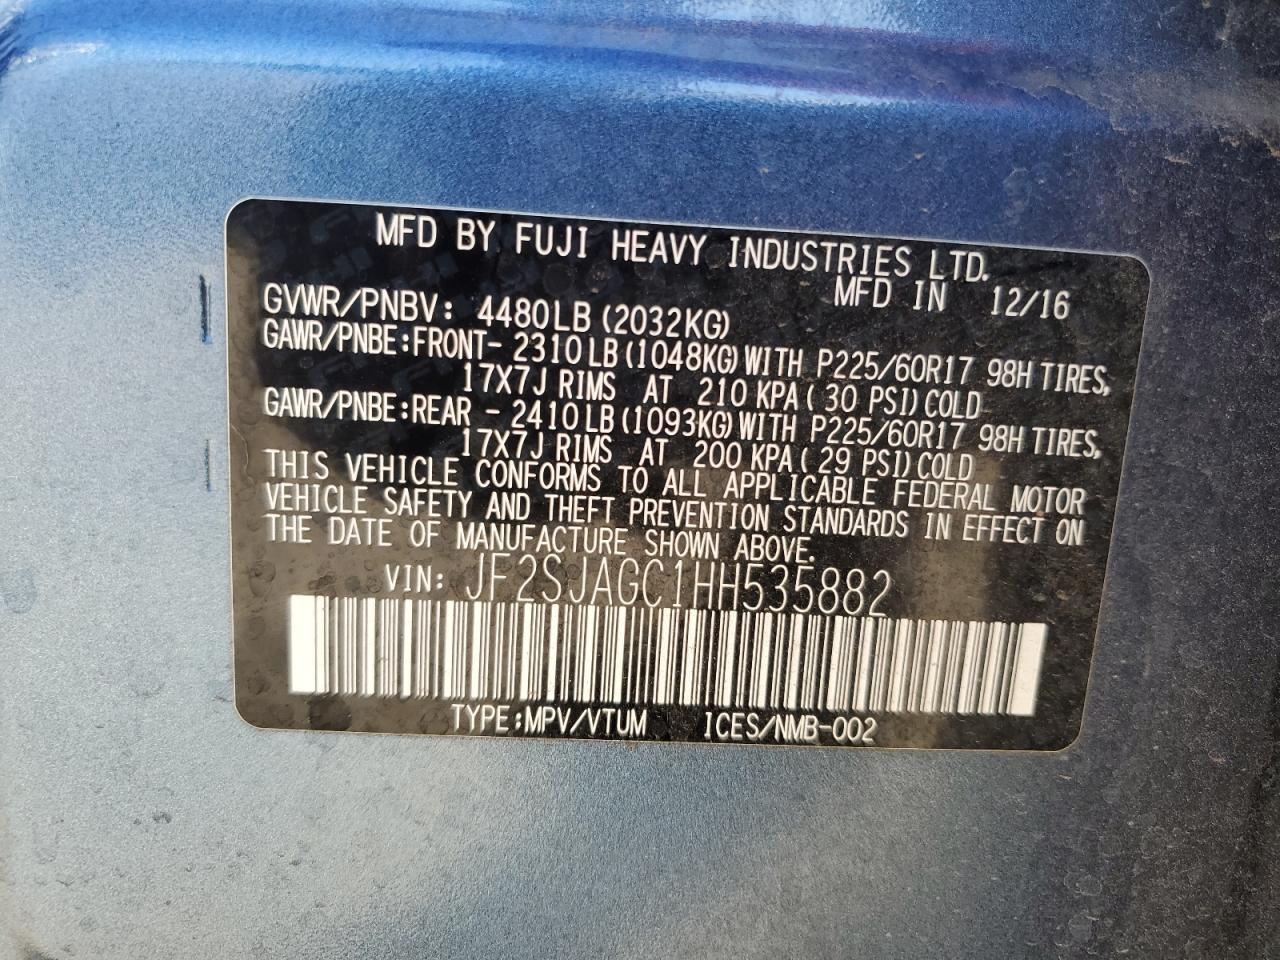 MFD BY FUJI HEAVY INDUSTRIES LTD.
MFD IN 12/16
GVWR/PNBV: 4480LB (2032KG)
GAWR/PNBE:FRONT- 2310LB (1048KG) WITH P225/60R17 98H TIRES,
17X7J RIMS AT 210 KPA ( 30 PSI) COLD
GAWR/PNBE:REAR - 2410LB (1093KG) WITH P225/60R17 98H TIRES,
17X7J RIMS AT 200 KPA ( 29 PSI) COLD
THIS VEHICLE CONFORMS TO ALL APPLICABLE FEDERAL MOTOR
VEHICLE SAFETY AND THEFT PREVENTION STANDARDS IN EFFECT ON
THE DATE OF MANUFACTURE SHOWN ABOVE.
VIN: JF2SJAGC1HH535882
TYPE:MPV/VTUM ICES/NMB-002